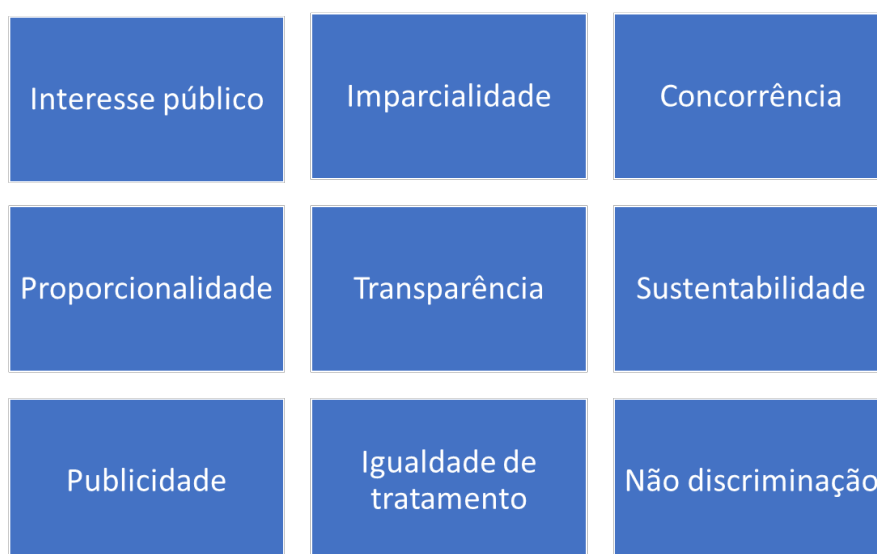 Interesse público
Imparcialidade
Concorrência
Proporcionalidade
Transparência
Sustentabilidade
Publicidade
Igualdade de
tratamento
Não discriminação